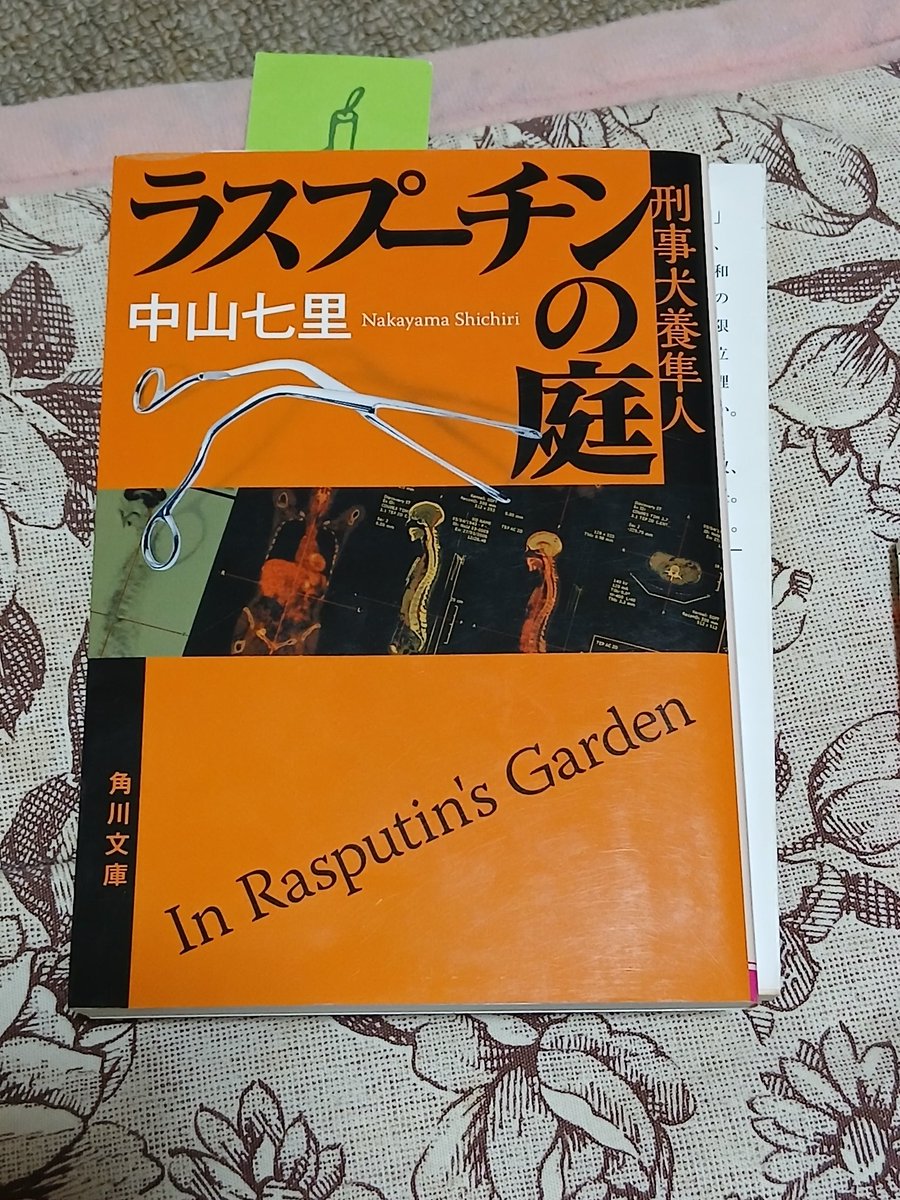 ラスプーチンの庭
刑事犬養隼人
中山七里 Nakayama Shichiri
角川文庫
In Rasputin's Garden